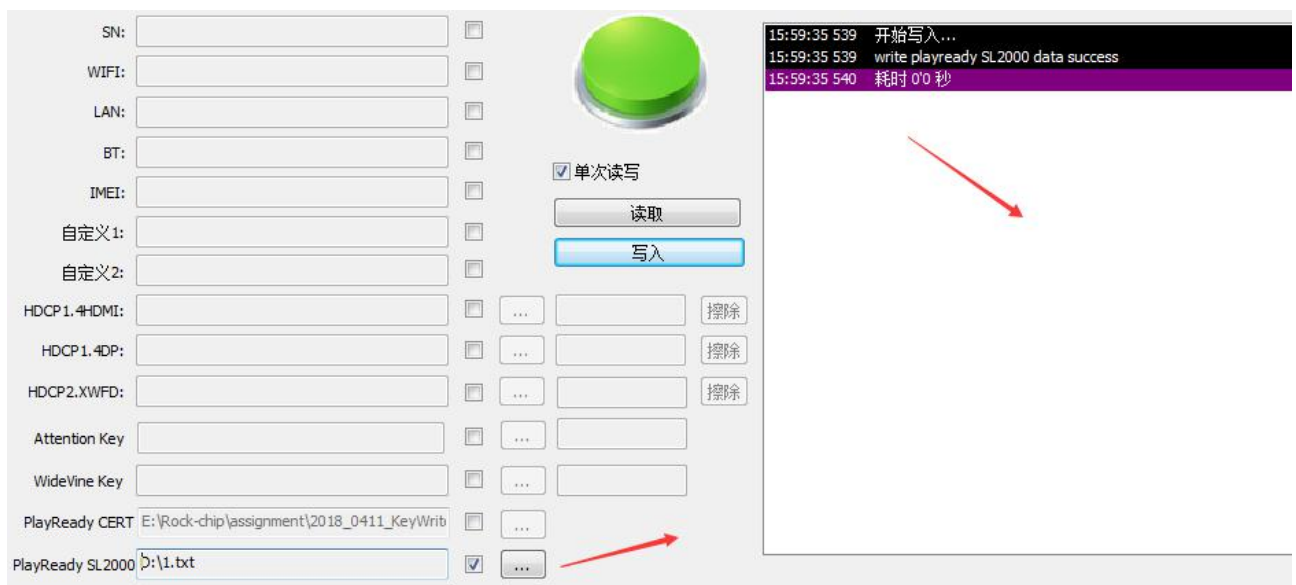 SN:
WIFI:
LAN:
BT:
IMEI:
自定义1:
自定义2:
HDCP1.4HDMI:
...
擦除
HDCP1.4DP:
...
擦除
HDCP2.XWFD:
...
擦除
Attention Key
...
WideVine Key
...
PlayReady CERT E:\Rock-chip\assignment\2018_0411_KeyWrit
...
PlayReady SL2000 D:\1.txt
...
单次读写
读取
写入
15:59:35 539 开始写入...
15:59:35 539 write playready SL2000 data success
15:59:35 540 耗时 0'0 秒